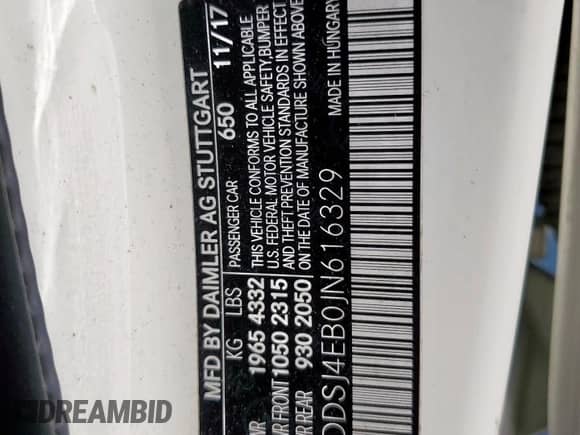 MFD BY DAIMLER AG STUTTGART
KG LBS PASSENGER CAR 650 11/17
1965 4332
1050 2315
930 2050
THIS VEHICLE CONFORMS TO ALL APPLICABLE
U.S. FEDERAL MOTOR VEHICLE SAFETY,BUMPER
AND THEFT PREVENTION STANDARDS IN EFFECT
ON THE DATE OF MANUFACTURE SHOWN ABOVE
FRONT
REAR
DDSJ4EB0JN616329 MADE IN HUNGARY
DREAMBID